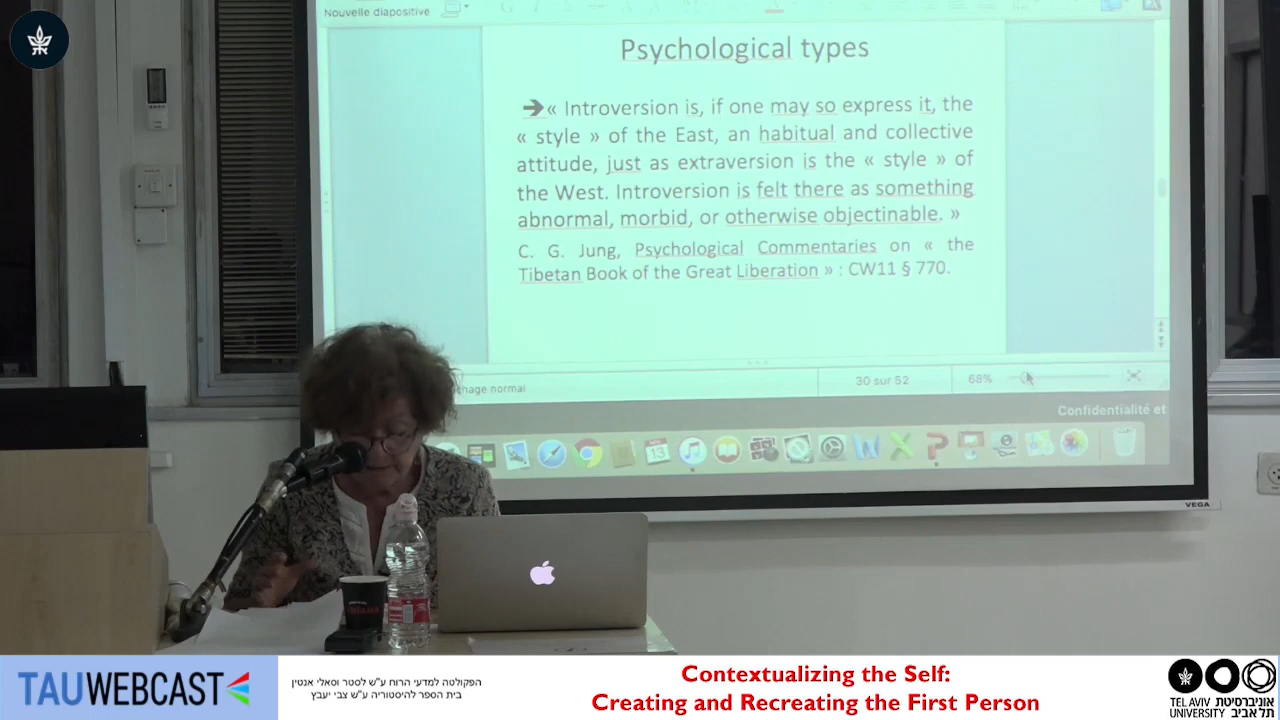 Nouvelle diapositive
Psychological types
➔« Introversion is, if one may so express it, the
« style » of the East, an habitual and collective
attitude, just as extraversion is the « style » of
the West. Introversion is felt there as something
abnormal, morbid, or otherwise objectinable. »
C. G. Jung, Psychological Commentaries on « the
Tibetan Book of the Great Liberation » : CW11 § 770.
chage normal
30 sur 52
68%
Confidentialité et
13
VEGA
TAUWEBCAST
הפקולטה למדעי הרוח ע"ש לסטר וסאלי אנטין
בית הספר להיסטוריה ע"ש צבי יעבץ
Contextualizing the Self:
Creating and Recreating the First Person
TEL AVIV UNIVERSITY
אוניברסיטת תל אביב